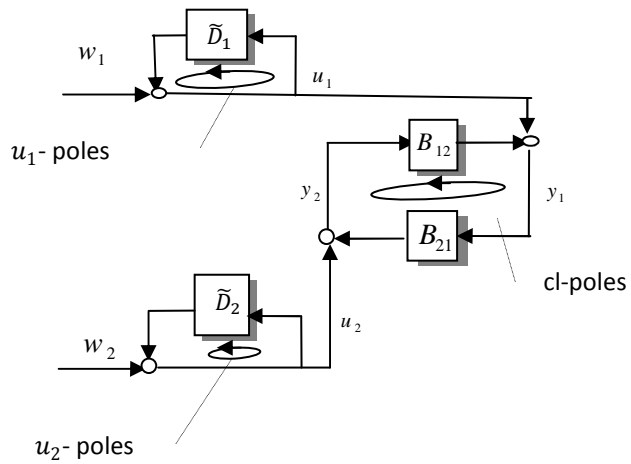 D̃₁
w₁
u₁
u₁- poles
B₁₂
y₂
y₁
B₂₁
cl-poles
D̃₂
u₂
w₂
u₂- poles